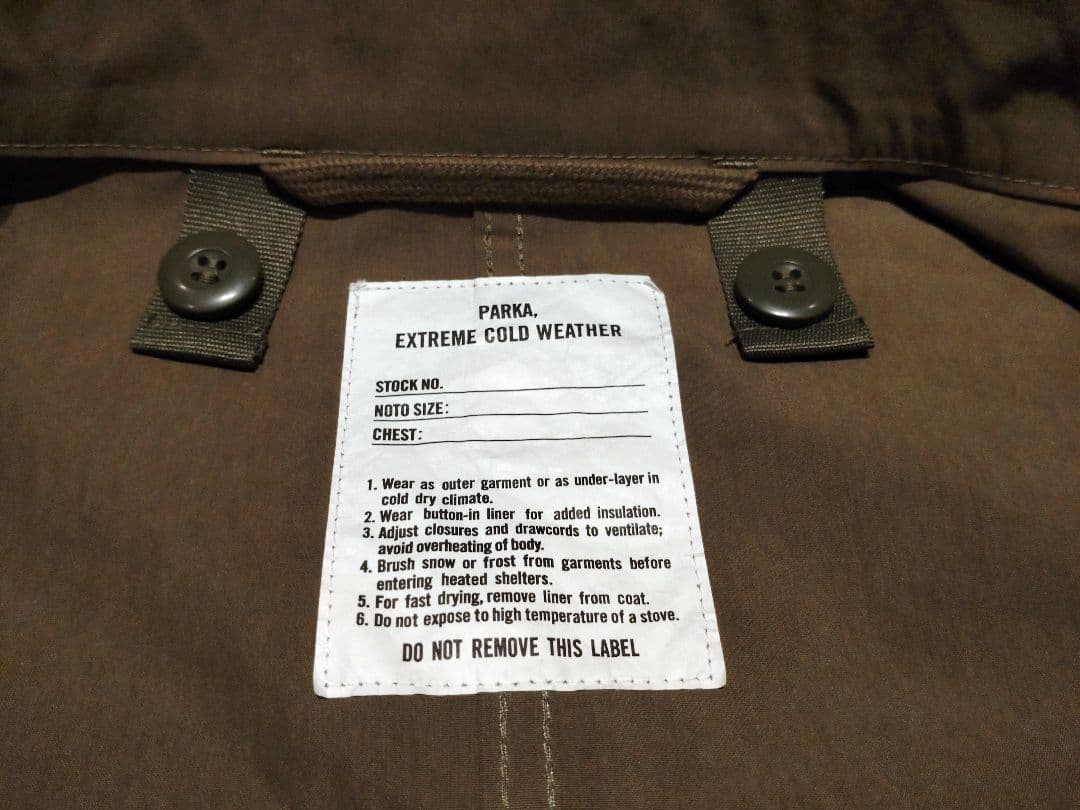 PARKA,
EXTREME COLD WEATHER
STOCK NO.
NOTO SIZE:
CHEST:
1. Wear as outer garment or as under-layer in
cold dry climate.
2. Wear button-in liner for added insulation.
3. Adjust closures and drawcords to ventilate;
avoid overheating of body.
4. Brush snow or frost from garments before
entering heated shelters.
5. For fast drying, remove liner from coat.
6. Do not expose to high temperature of a stove.
DO NOT REMOVE THIS LABEL